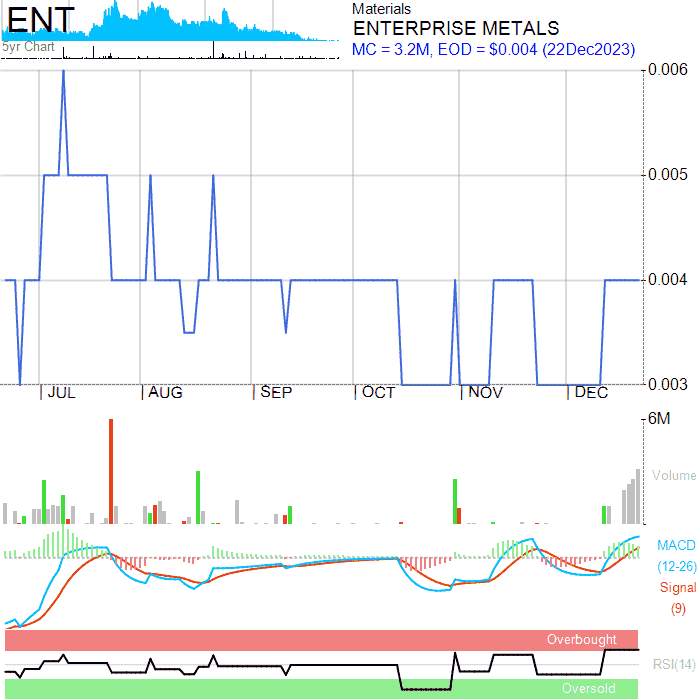 ENT
5yr Chart
Materials
ENTERPRISE METALS
MC = 3.2M, EOD = $0.004 (22Dec2023)
0.006
0.005
0.004
0.003
JUL AUG SEP OCT NOV DEC
6M
Volume
MACD
(12-26)
Signal
(9)
Overbought
RSI(14)
Oversold